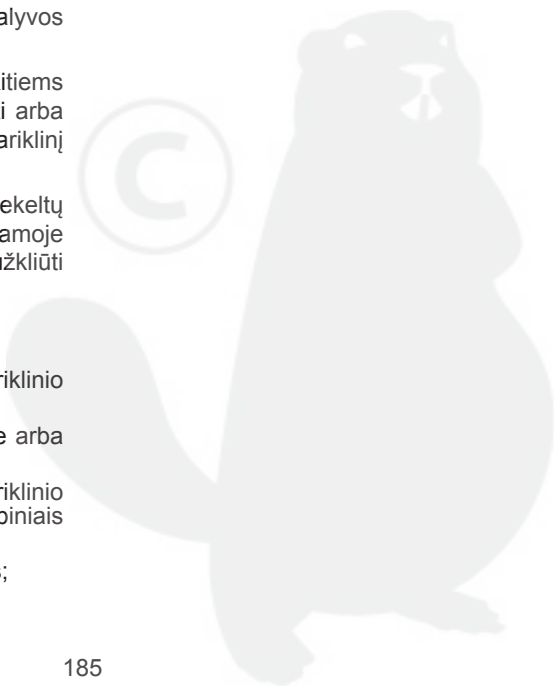 alyvos
itiems
i arba
ariklinį
ekeltų
amoje
užkliūti
riklinio
e arba
riklinio
biniais
s;
©
185